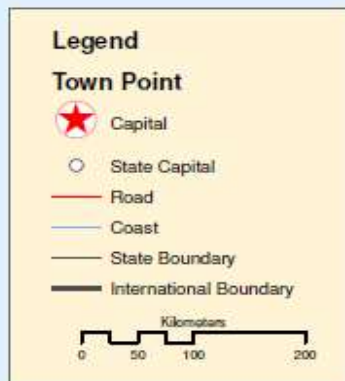 Legend
Town Point
Capital
State Capital
Road
Coast
State Boundary
International Boundary
Kilometers
0 50 100 200